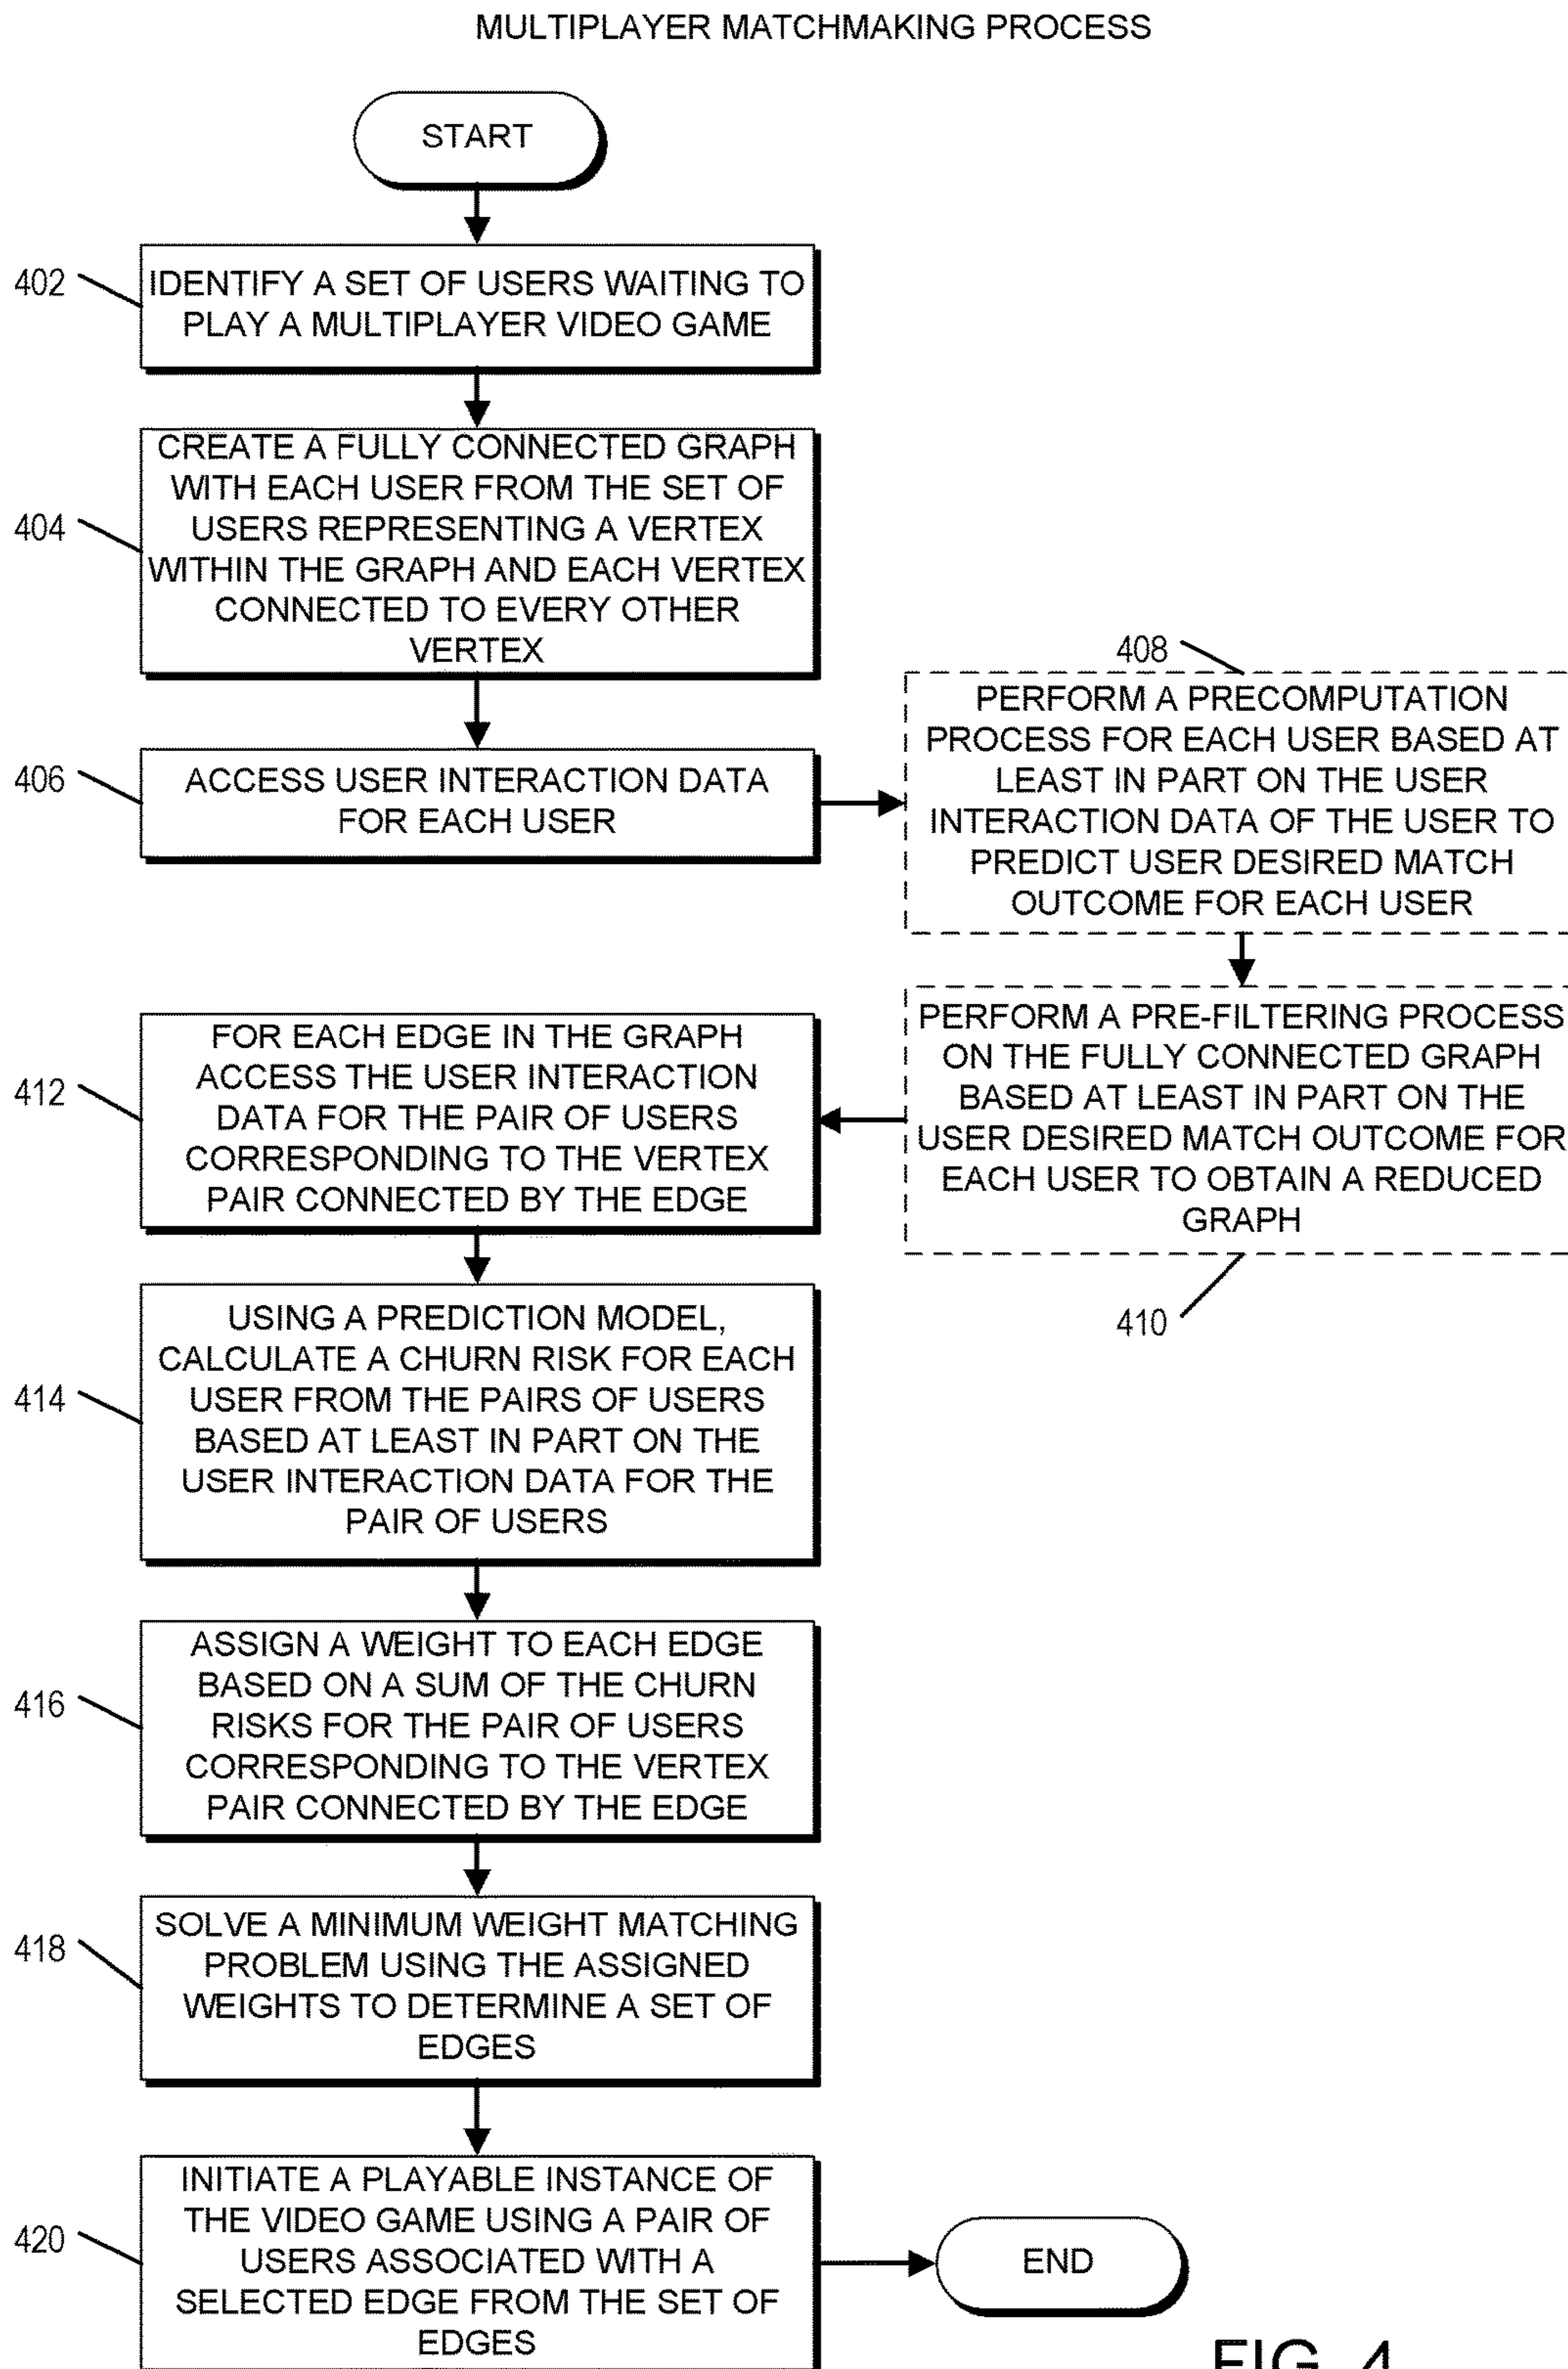 MULTIPLAYER MATCHMAKING PROCESS
START
402
IDENTIFY A SET OF USERS WAITING TO
PLAY A MULTIPLAYER VIDEO GAME
404
CREATE A FULLY CONNECTED GRAPH
WITH EACH USER FROM THE SET OF
USERS REPRESENTING A VERTEX
WITHIN THE GRAPH AND EACH VERTEX
CONNECTED TO EVERY OTHER
VERTEX
406
ACCESS USER INTERACTION DATA
FOR EACH USER
408
PERFORM A PRECOMPUTATION
PROCESS FOR EACH USER BASED AT
LEAST IN PART ON THE USER
INTERACTION DATA OF THE USER TO
PREDICT USER DESIRED MATCH
OUTCOME FOR EACH USER
PERFORM A PRE-FILTERING PROCESS
ON THE FULLY CONNECTED GRAPH
BASED AT LEAST IN PART ON THE
USER DESIRED MATCH OUTCOME FOR
EACH USER TO OBTAIN A REDUCED
GRAPH
410
412
FOR EACH EDGE IN THE GRAPH
ACCESS THE USER INTERACTION
DATA FOR THE PAIR OF USERS
CORRESPONDING TO THE VERTEX
PAIR CONNECTED BY THE EDGE
414
USING A PREDICTION MODEL,
CALCULATE A CHURN RISK FOR EACH
USER FROM THE PAIRS OF USERS
BASED AT LEAST IN PART ON THE
USER INTERACTION DATA FOR THE
PAIR OF USERS
416
ASSIGN A WEIGHT TO EACH EDGE
BASED ON A SUM OF THE CHURN
RISKS FOR THE PAIR OF USERS
CORRESPONDING TO THE VERTEX
PAIR CONNECTED BY THE EDGE
418
SOLVE A MINIMUM WEIGHT MATCHING
PROBLEM USING THE ASSIGNED
WEIGHTS TO DETERMINE A SET OF
EDGES
420
INITIATE A PLAYABLE INSTANCE OF
THE VIDEO GAME USING A PAIR OF
USERS ASSOCIATED WITH A
SELECTED EDGE FROM THE SET OF
EDGES
END
FIG. 4